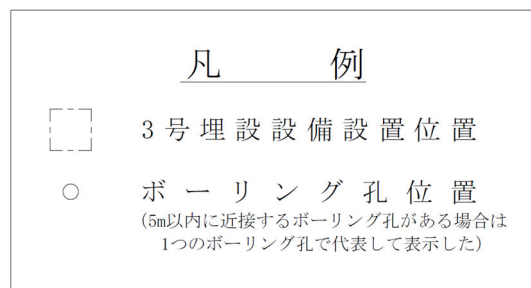 凡例
3号埋設設備設置位置
ボーリング孔位置
(5m以内に近接するボーリング孔がある場合は
1つのボーリング孔で代表して表示した)